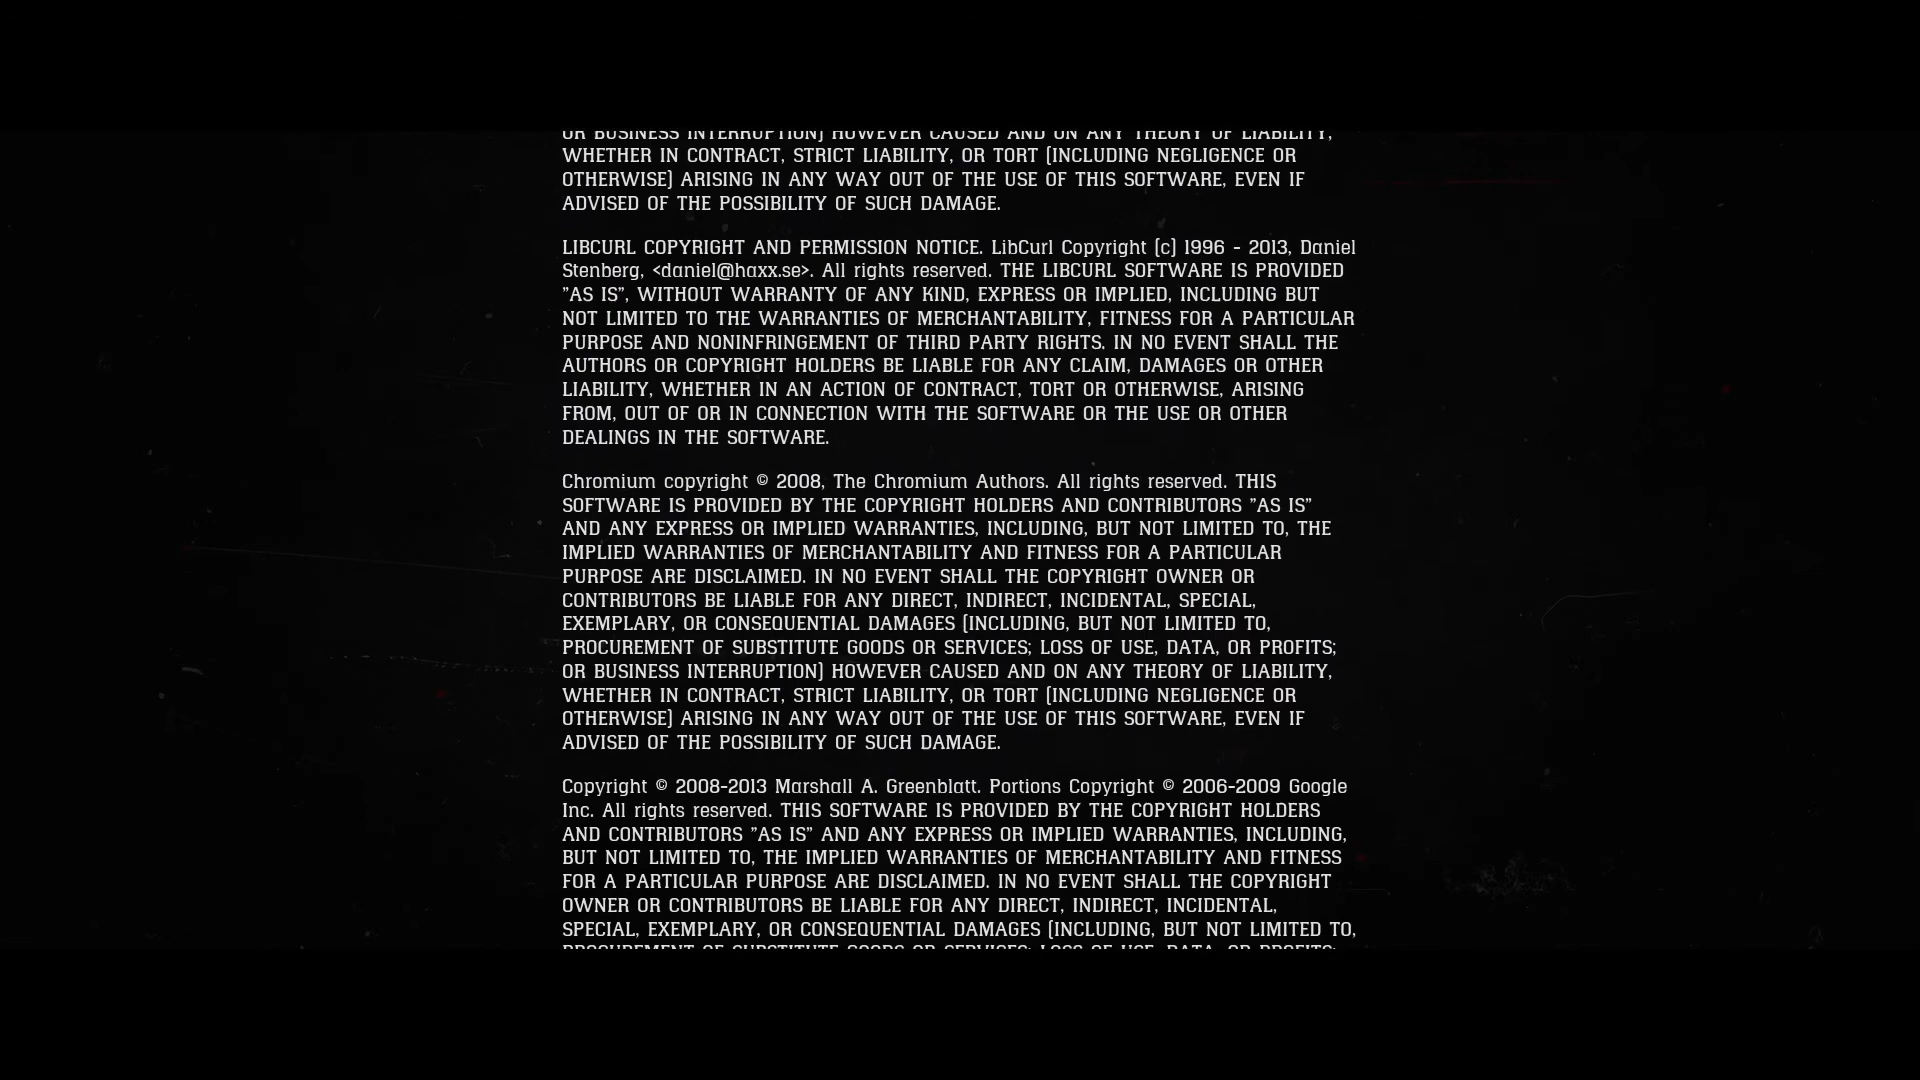 OR BUSINESS INTERRUPTION) HOWEVER CAUSED AND ON ANY THEORY OF LIABILITY,
WHETHER IN CONTRACT, STRICT LIABILITY, OR TORT (INCLUDING NEGLIGENCE OR
OTHERWISE) ARISING IN ANY WAY OUT OF THE USE OF THIS SOFTWARE, EVEN IF
ADVISED OF THE POSSIBILITY OF SUCH DAMAGE.
LIBCURL COPYRIGHT AND PERMISSION NOTICE. LibCurl Copyright (c) 1996 - 2013, Daniel
Stenberg, <daniel@haxx.se>. All rights reserved. THE LIBCURL SOFTWARE IS PROVIDED
"AS IS", WITHOUT WARRANTY OF ANY KIND, EXPRESS OR IMPLIED, INCLUDING BUT
NOT LIMITED TO THE WARRANTIES OF MERCHANTABILITY, FITNESS FOR A PARTICULAR
PURPOSE AND NONINFRINGEMENT OF THIRD PARTY RIGHTS. IN NO EVENT SHALL THE
AUTHORS OR COPYRIGHT HOLDERS BE LIABLE FOR ANY CLAIM, DAMAGES OR OTHER
LIABILITY, WHETHER IN AN ACTION OF CONTRACT, TORT OR OTHERWISE, ARISING
FROM, OUT OF OR IN CONNECTION WITH THE SOFTWARE OR THE USE OR OTHER
DEALINGS IN THE SOFTWARE.
Chromium copyright © 2008, The Chromium Authors. All rights reserved. THIS
SOFTWARE IS PROVIDED BY THE COPYRIGHT HOLDERS AND CONTRIBUTORS "AS IS"
AND ANY EXPRESS OR IMPLIED WARRANTIES, INCLUDING, BUT NOT LIMITED TO, THE
IMPLIED WARRANTIES OF MERCHANTABILITY AND FITNESS FOR A PARTICULAR
PURPOSE ARE DISCLAIMED. IN NO EVENT SHALL THE COPYRIGHT OWNER OR
CONTRIBUTORS BE LIABLE FOR ANY DIRECT, INDIRECT, INCIDENTAL, SPECIAL,
EXEMPLARY, OR CONSEQUENTIAL DAMAGES (INCLUDING, BUT NOT LIMITED TO,
PROCUREMENT OF SUBSTITUTE GOODS OR SERVICES; LOSS OF USE, DATA, OR PROFITS;
OR BUSINESS INTERRUPTION) HOWEVER CAUSED AND ON ANY THEORY OF LIABILITY,
WHETHER IN CONTRACT, STRICT LIABILITY, OR TORT (INCLUDING NEGLIGENCE OR
OTHERWISE) ARISING IN ANY WAY OUT OF THE USE OF THIS SOFTWARE, EVEN IF
ADVISED OF THE POSSIBILITY OF SUCH DAMAGE.
Copyright © 2008-2013 Marshall A. Greenblatt. Portions Copyright © 2006-2009 Google
Inc. All rights reserved. THIS SOFTWARE IS PROVIDED BY THE COPYRIGHT HOLDERS
AND CONTRIBUTORS "AS IS" AND ANY EXPRESS OR IMPLIED WARRANTIES, INCLUDING,
BUT NOT LIMITED TO, THE IMPLIED WARRANTIES OF MERCHANTABILITY AND FITNESS
FOR A PARTICULAR PURPOSE ARE DISCLAIMED. IN NO EVENT SHALL THE COPYRIGHT
OWNER OR CONTRIBUTORS BE LIABLE FOR ANY DIRECT, INDIRECT, INCIDENTAL,
SPECIAL, EXEMPLARY, OR CONSEQUENTIAL DAMAGES (INCLUDING, BUT NOT LIMITED TO,